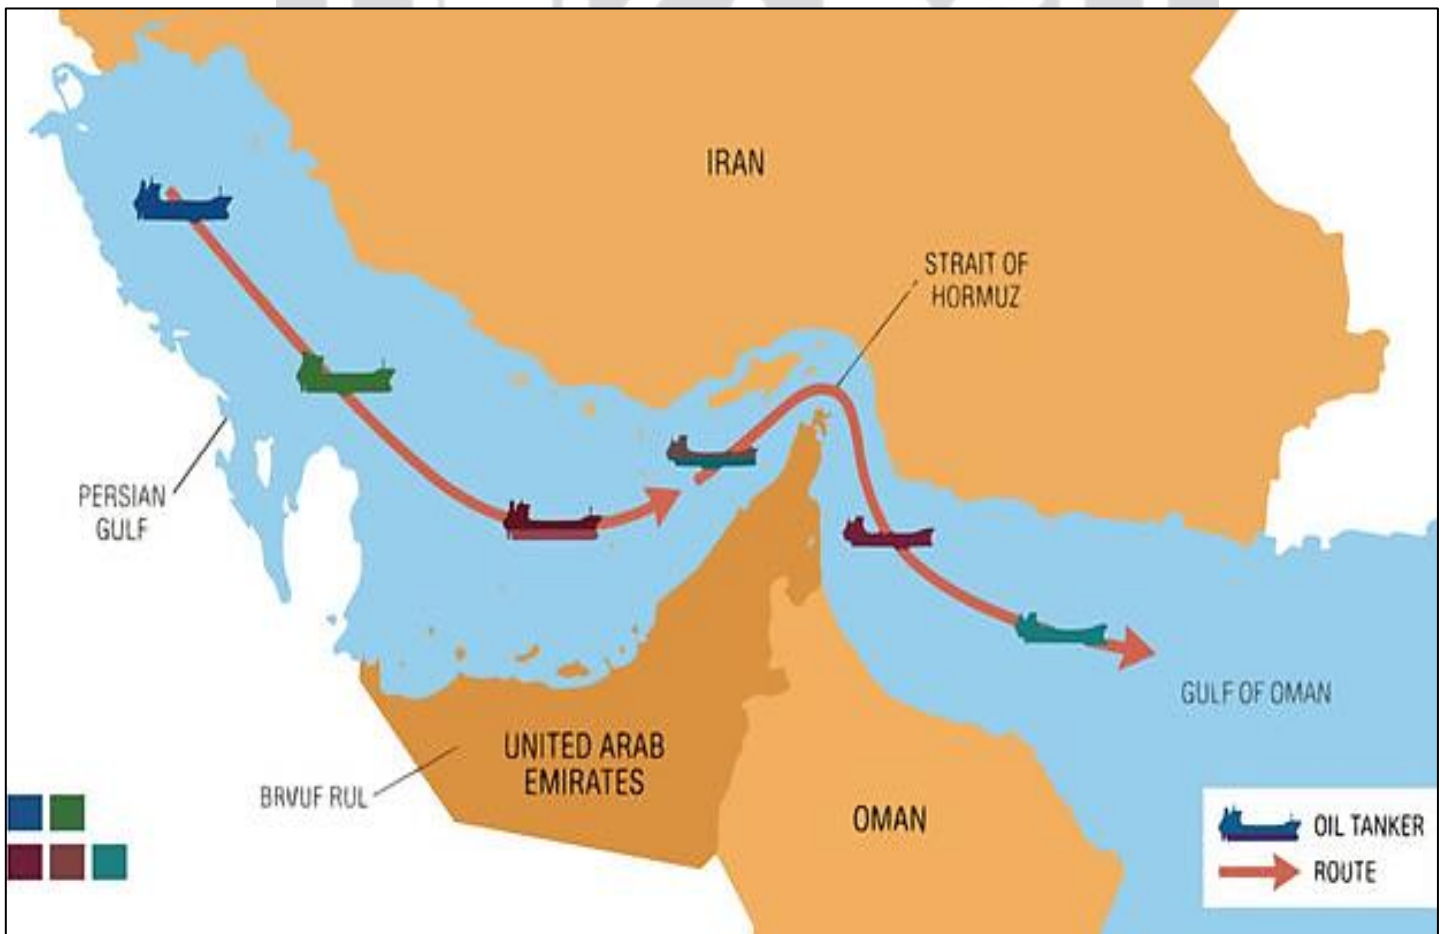 IRAN
STRAIT OF
HORMUZ
PERSIAN
GULF
GULF OF OMAN
UNITED ARAB
EMIRATES
BRVUF RUL
OMAN
OIL TANKER
ROUTE